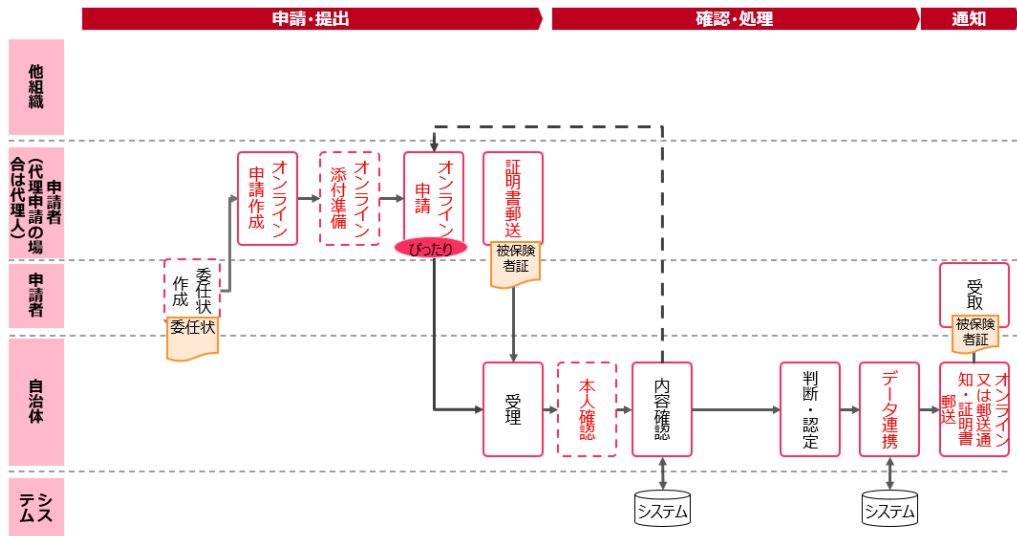 申請・提出
確認・処理
通知
他組織
申請者
(代理申請の場
合は代理人)
オンライン
申請作成
オンライン
添付準備
オンライン
申請
ぴったり
証明書郵送
被保険
者証
申請者
委任状
作成
委任状
受取
被保険
者証
自治体
受理
本人確認
内容確認
判断・認定
データ連携
オンライン
又は郵送通
知・証明書
郵送
シス
テム
システム
システム